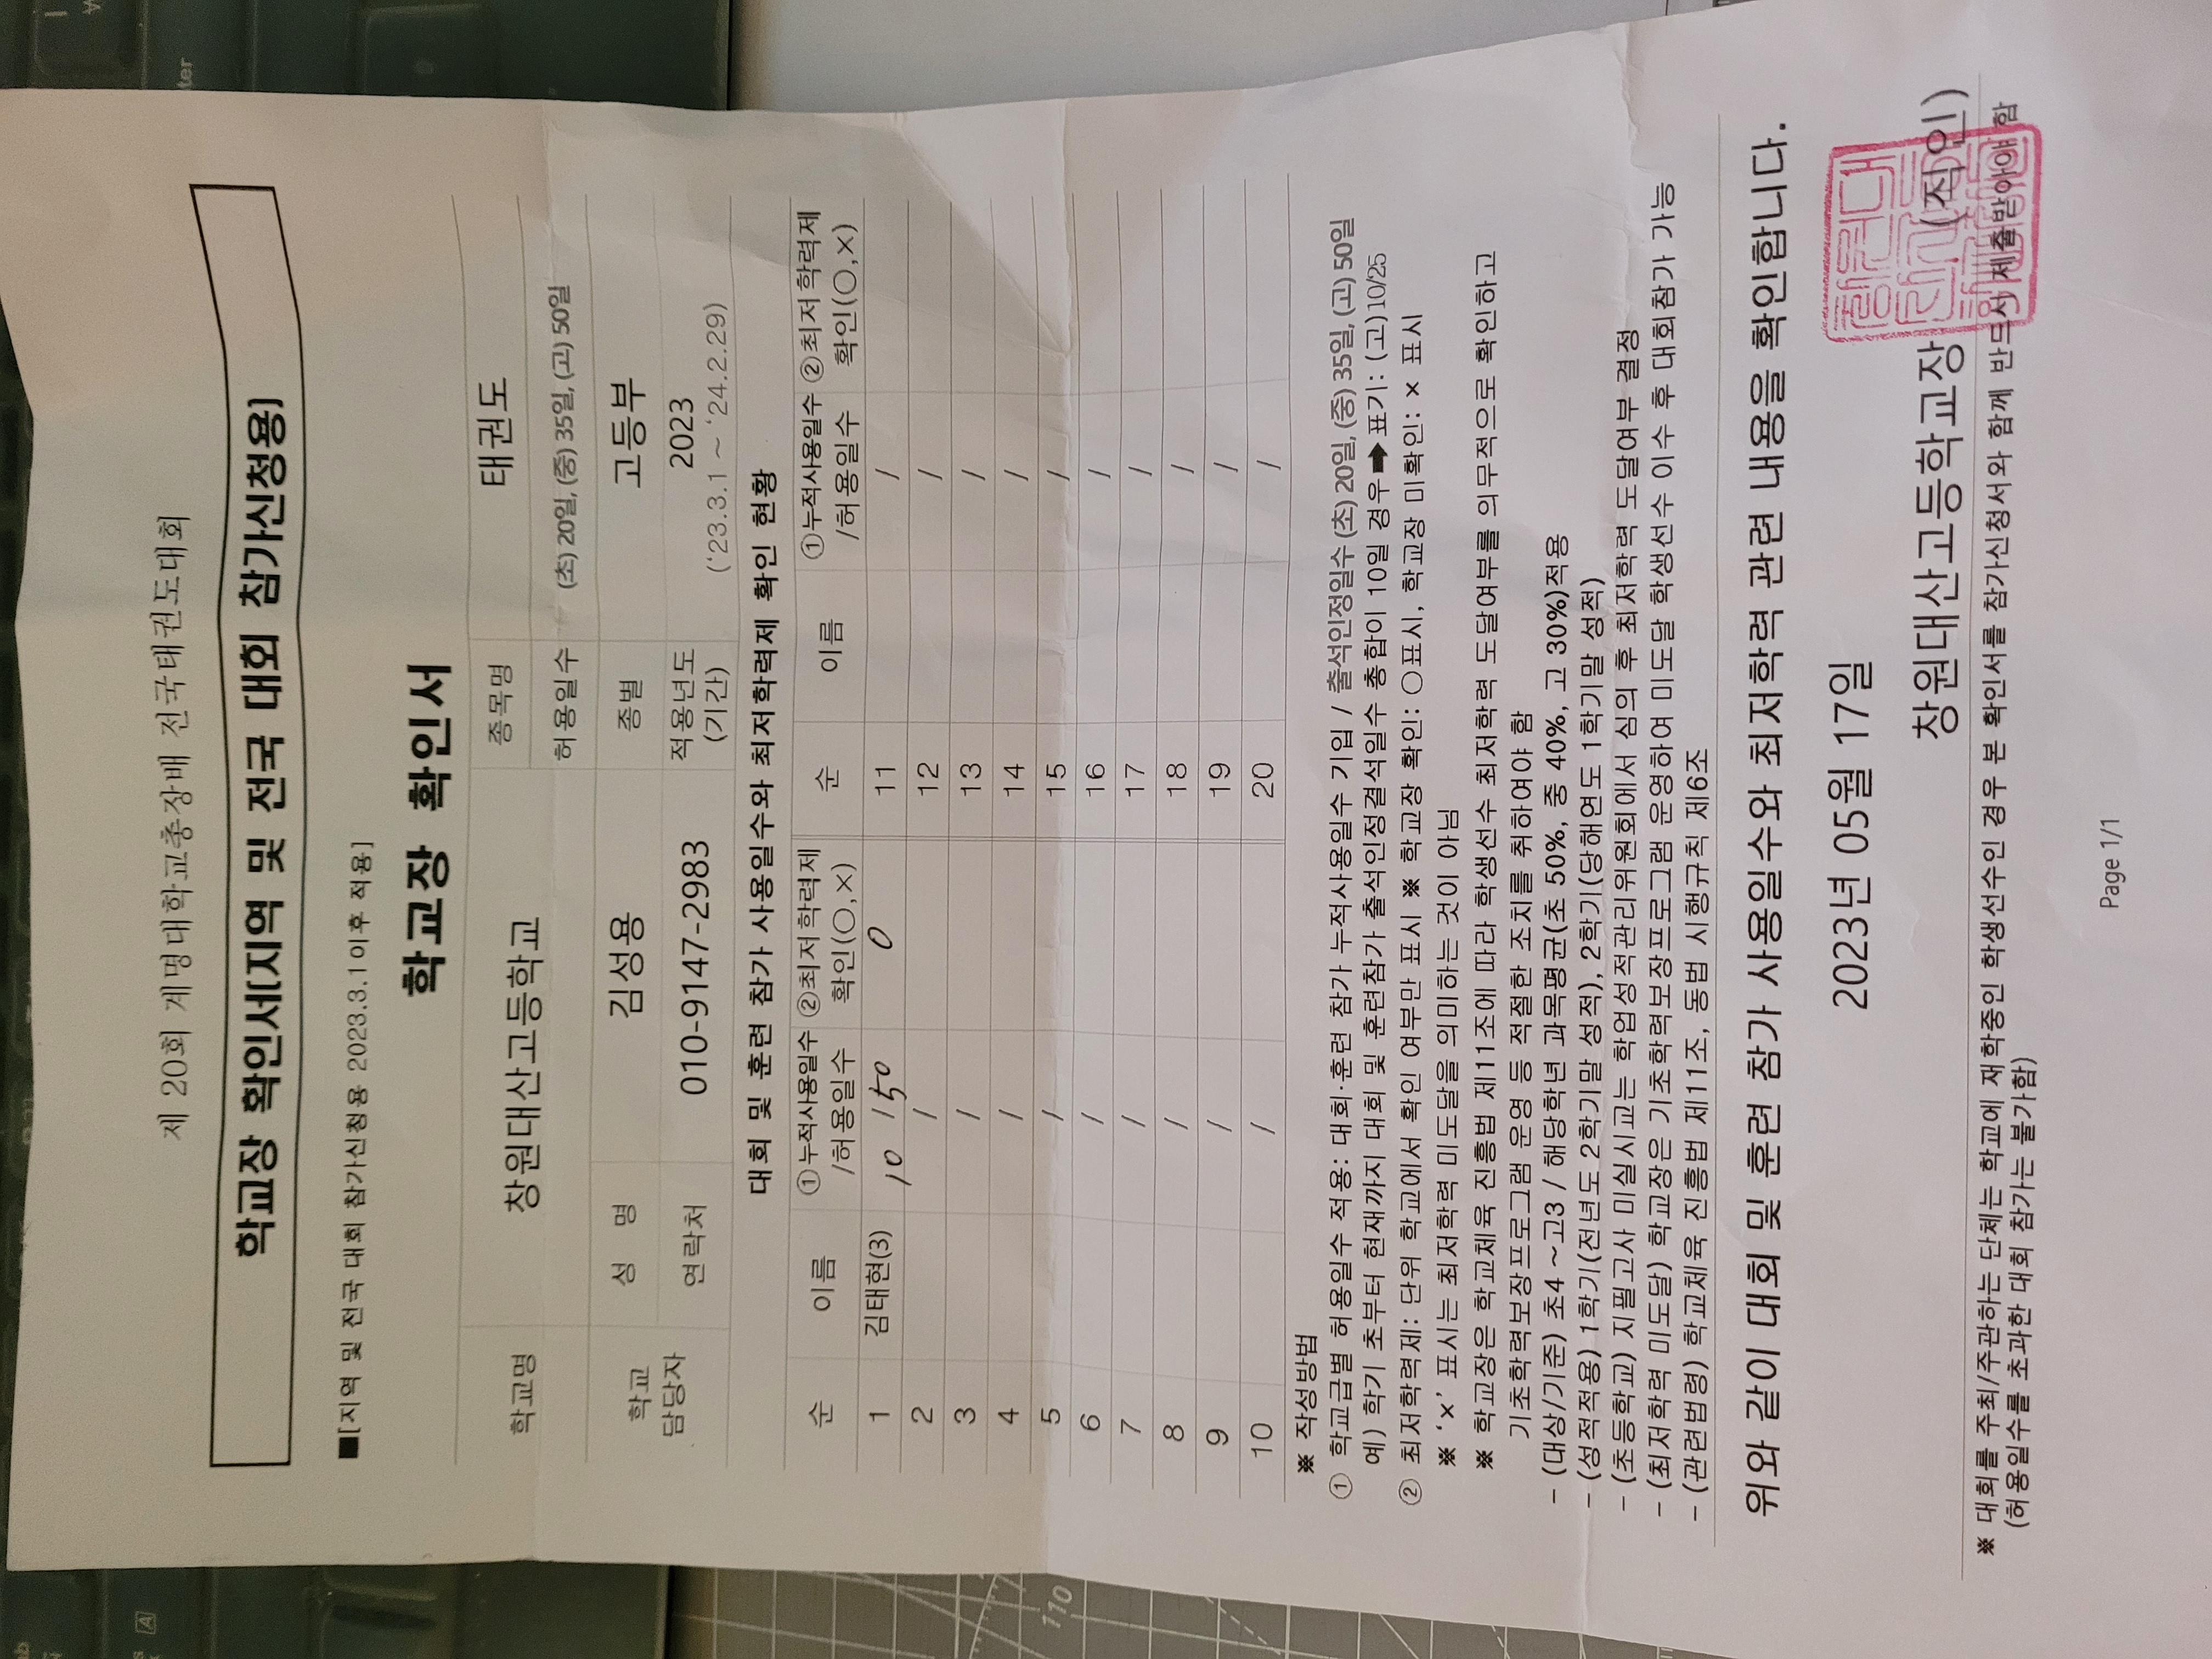 제 20회 계명대학교총장배 전국태권도대회
학교장 확인서[지역 및 전국 대회 참가신청용]
■[지역 및 전국 대회 참가신청용 2023.3.1이후 적용]
학교장 확인서
학교명 창원대산고등학교 종목명 태권도
허용일수 (초) 20일, (중) 35일, (고) 50일
학교 담당자 성 명 김성용 종별 고등부
연락처 010-9147-2983 적용년도 (기간) 2023 ('23.3.1 ~ '24.2.29)
대회 및 훈련 참가 사용일수와 최저학력제 확인 현황
순 이름 ①누적사용일수 /허용일수 ②최저학력제 확인(○,×) 순 이름 ①누적사용일수 /허용일수 ②최저학력제 확인(○,×)
1 김태현(3) 10 / 50 0 11 /
2 / 12 /
3 / 13 /
4 / 14 /
5 / 15 /
6 / 16 /
7 / 17 /
8 / 18 /
9 / 19 /
10 / 20 /
※ 작성방법
① 학교급별 허용일수 적용: 대회·훈련 참가 누적사용일수 기입 / 출석인정일수 (초) 20일, (중) 35일, (고) 50일
예) 학기 초부터 현재까지 대회 및 훈련참가 출석인정결석일수 총합이 10일 경우 ➡ 표기: (고)10/25
② 최저학력제: 단위 학교에서 확인 여부만 표시 ※ 학교장 확인: ○표시, 학교장 미확인: × 표시
※ '×' 표시는 최저학력 미도달을 의미하는 것이 아님
※ 학교장은 학교체육 진흥법 제11조에 따라 학생선수 최저학력 도달여부를 의무적으로 확인하고
기초학력보장프로그램 운영 등 적절한 조치를 취하여야 함
- (대상/기준) 초4 ~고3 / 해당학년 과목평균(초 50%, 중 40%, 고 30%)적용
- (성적적용) 1학기(전년도 2학기말 성적), 2학기(당해연도 1학기말 성적)
- (초등학교) 지필고사 미실시교는 학업성적관리위원회에서 심의 후 최저학력 도달여부 결정
- (최저학력 미도달) 학교장은 기초학력보장프로그램 운영하여 미도달 학생선수 이수 후 대회참가 가능
- (관련법령) 학교체육 진흥법 제11조, 동법 시행규칙 제6조
위와 같이 대회 및 훈련 참가 사용일수와 최저학력 관련 내용을 확인합니다.
2023년 05월 17일
창원대산고등학교장 (직인)
※ 대회를 주최/주관하는 단체는 학교에 재학중인 학생선수인 경우 본 확인서를 참가신청서와 함께 반드시 제출받아야 함
(허용일수를 초과한 대회 참가는 불가함)
Page 1/1
110